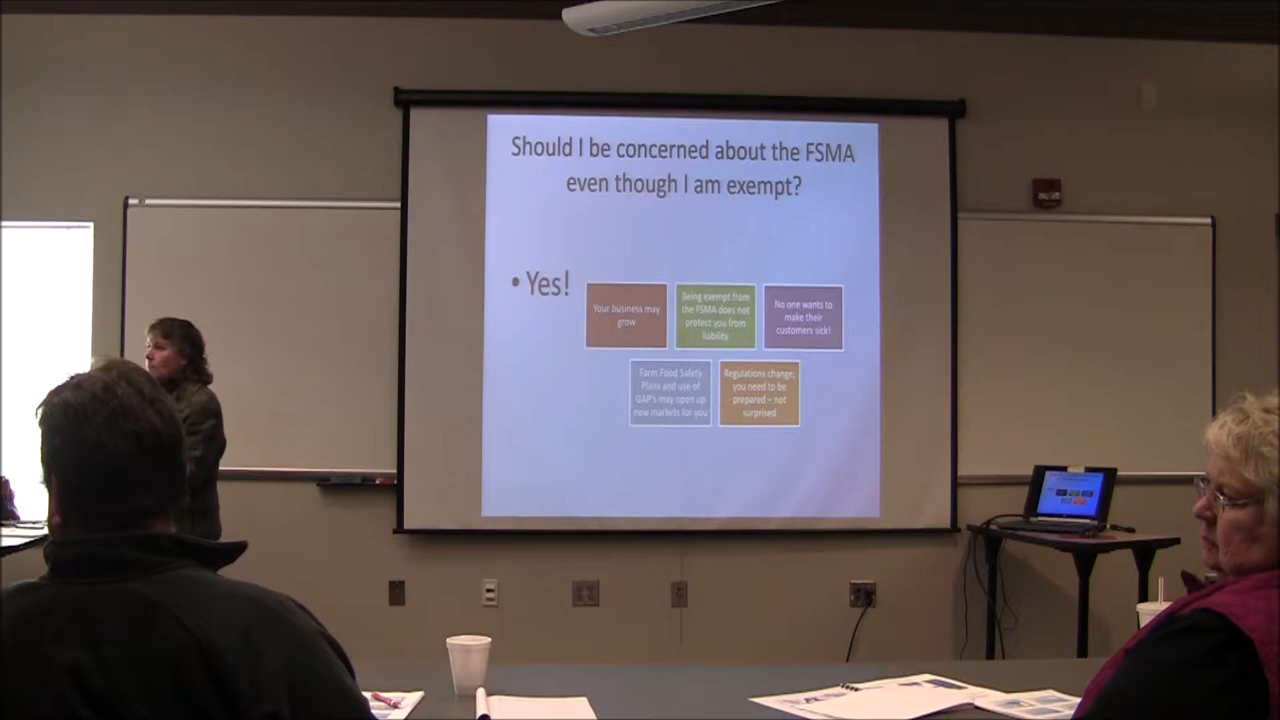 Should I be concerned about the FSMA
even though I am exempt?
• Yes!
Your business may
grow
Being exempt from
the FSMA does not
protect you from
liability
No one wants to
make their
customers sick!
Farm Food Safety
Plans and use of
GAP's may open up
new markets for you
Regulations change,
you need to be
prepared – not
surprised